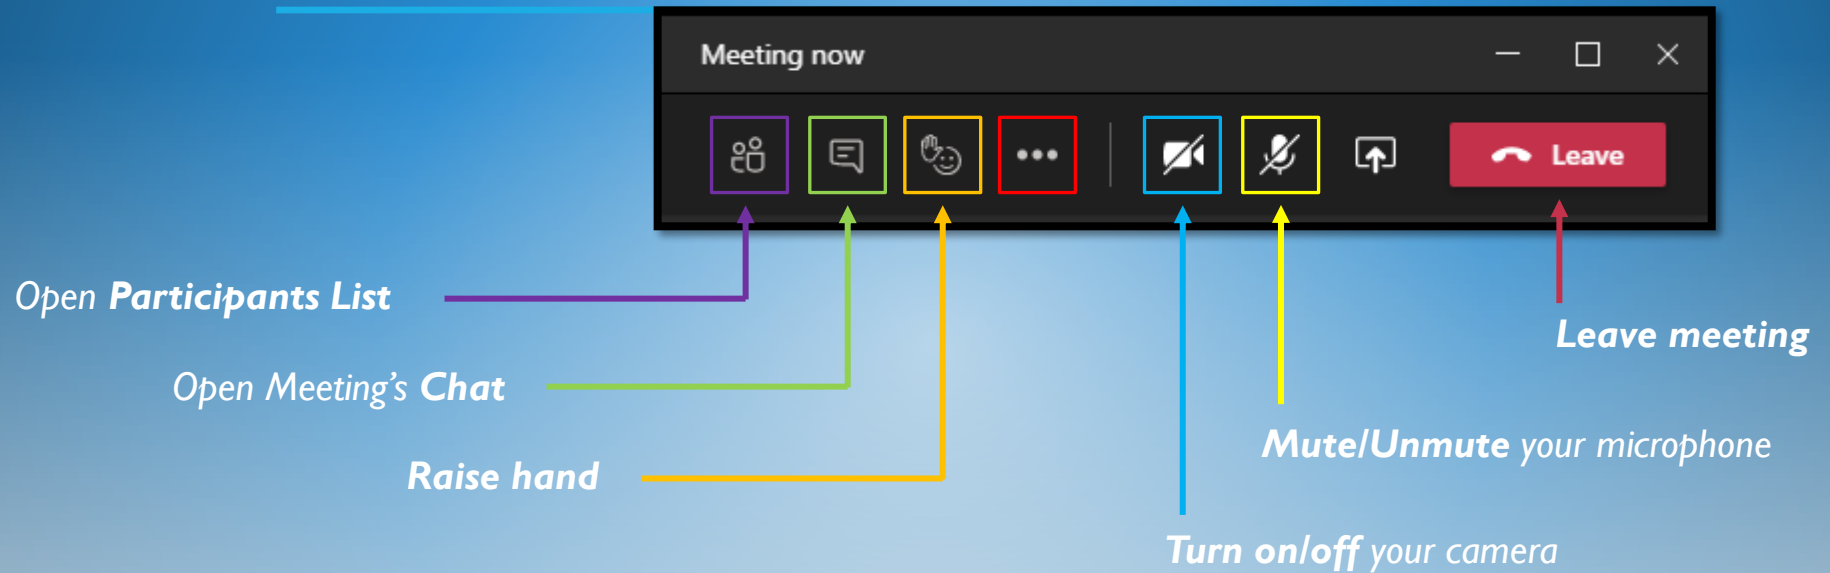 Meeting now
Leave
Open Participants List
Leave meeting
Open Meeting’s Chat
Mute/Unmute your microphone
Raise hand
Turn on/off your camera